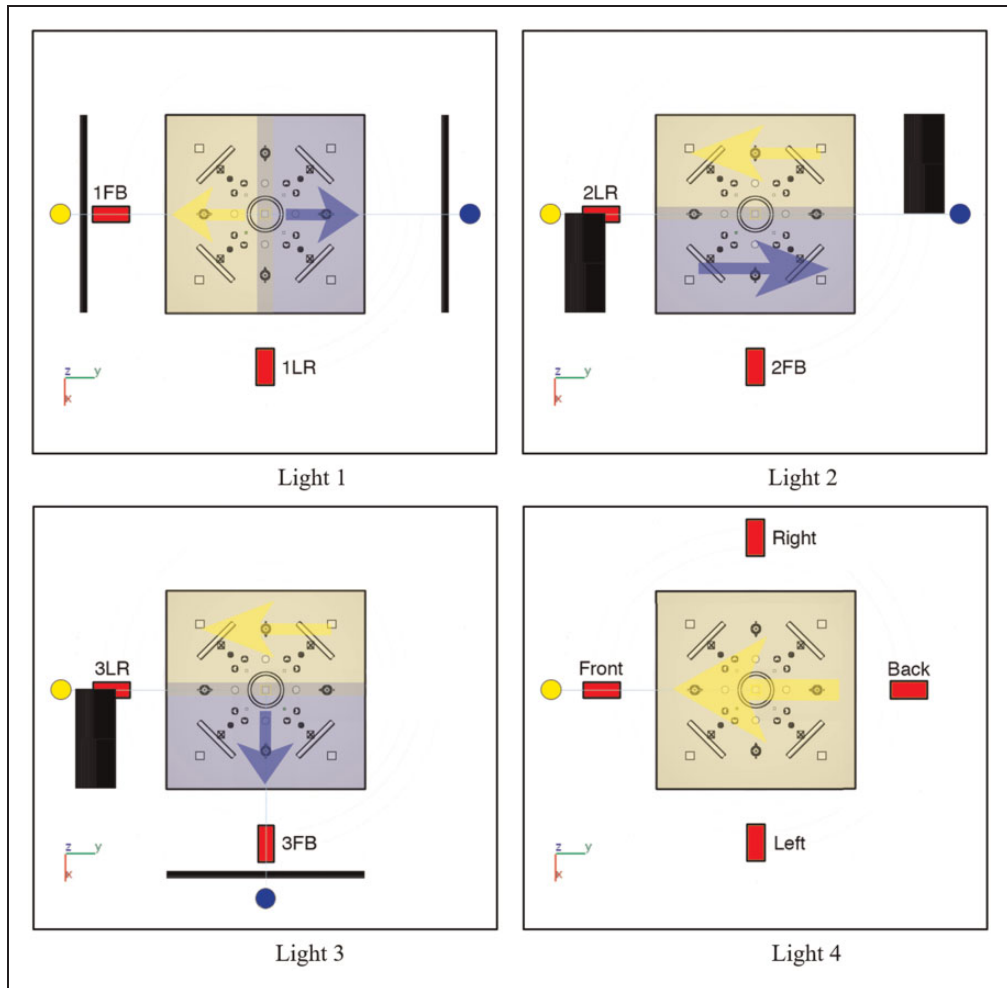 1FB
1LR
z y
x
Light 1
2LR
2FB
z y
x
Light 2
3LR
3FB
z y
x
Light 3
Right
Front
Back
Left
z y
x
Light 4